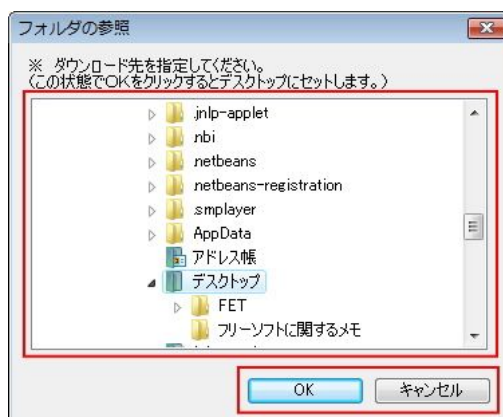 フォルダの参照
※ ダウンロード先を指定してください。
(この状態でOKをクリックするとデスクトップにセットします。)
.jnlp-applet
.nbi
.netbeans
.netbeans-registration
.smplayer
AppData
アドレス帳
デスクトップ
FET
フリーソフトに関するメモ
OK
キャンセル